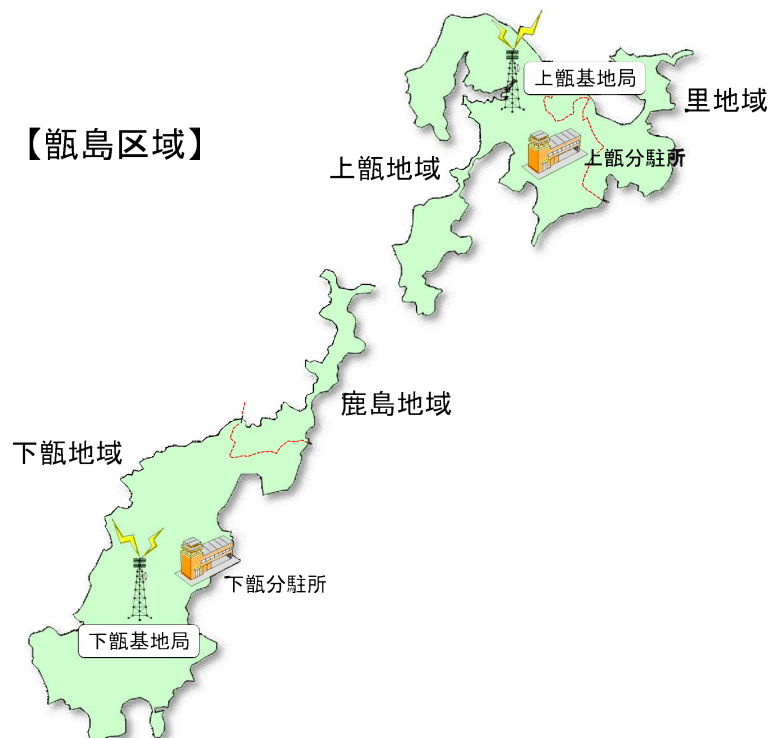 上甑基地局
里地域
【甑島区域】
上甑地域
上甑分駐所
鹿島地域
下甑地域
下甑分駐所
下甑基地局